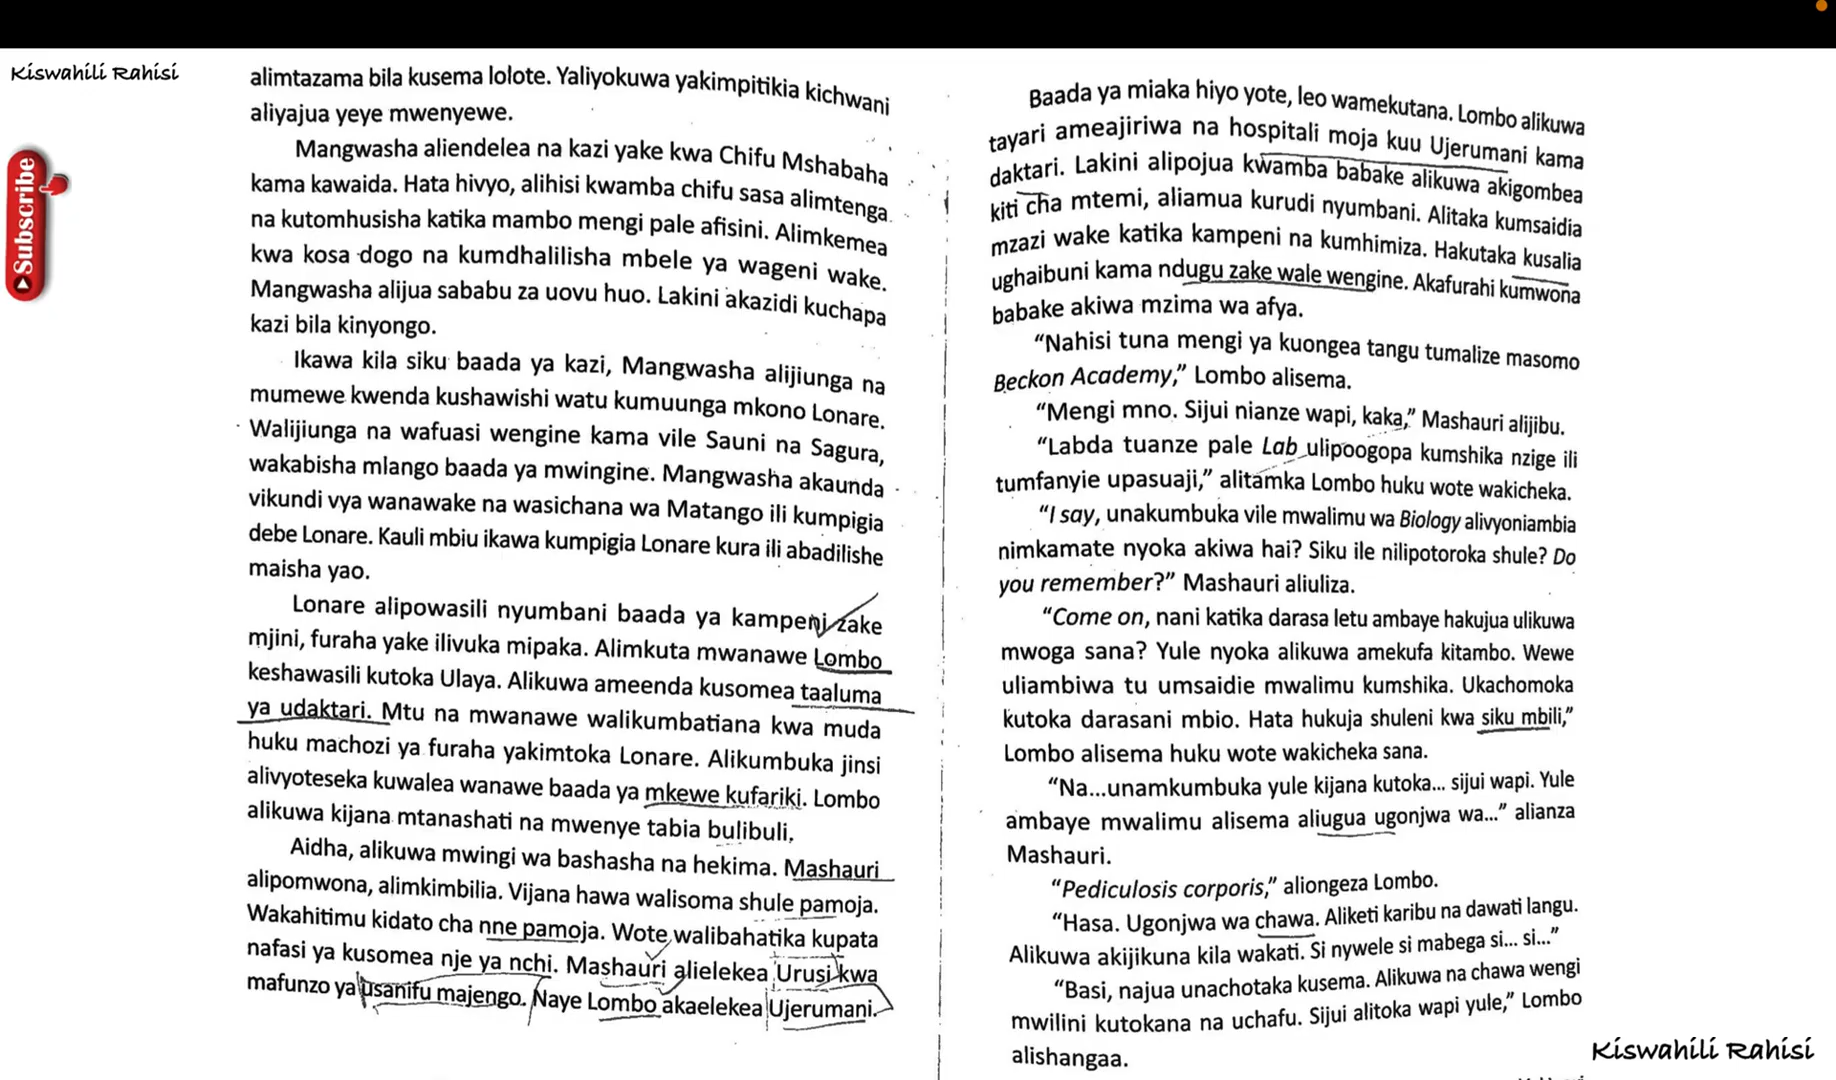 Kiswahili Rahisi
Subscribe
alimtazama bila kusema lolote. Yaliyokuwa yakimpitikia kichwani
aliyajua yeye mwenyewe.
Mangwasha aliendelea na kazi yake kwa Chifu Mshabaha
kama kawaida. Hata hivyo, alihisi kwamba chifu sasa alimtenga
na kutomhusisha katika mambo mengi pale afisini. Alimkemea
kwa kosa dogo na kumdhalilisha mbele ya wageni wake.
Mangwasha alijua sababu za uovu huo. Lakini akazidi kuchapa
kazi bila kinyongo.
Ikawa kila siku baada ya kazi, Mangwasha alijiunga na
mumewe kwenda kushawishi watu kumuunga mkono Lonare.
Walijiunga na wafuasi wengine kama vile Sauni na Sagura,
wakabisha mlango baada ya mwingine. Mangwasha akaunda
vikundi vya wanawake na wasichana wa Matango ili kumpigia
debe Lonare. Kauli mbiu ikawa kumpigia Lonare kura ili abadilishe
maisha yao.
Lonare alipowasili nyumbani baada ya kampeni zake
mjini, furaha yake ilivuka mipaka. Alimkuta mwanawe Lombo
keshawasili kutoka Ulaya. Alikuwa ameenda kusomea taaluma
ya udaktari. Mtu na mwanawe walikumbatiana kwa muda
huku machozi ya furaha yakimtoka Lonare. Alikumbuka jinsi
alivyoteseka kuwalea wanawe baada ya mkewe kufariki. Lombo
alikuwa kijana mtanashati na mwenye tabia bulibuli.
Aidha, alikuwa mwingi wa bashasha na hekima. Mashauri
alipomwona, alimkimbilia. Vijana hawa walisoma shule pamoja.
Wakahitimu kidato cha nne pamoja. Wote walibahatika kupata
nafasi ya kusomea nje ya nchi. Mashauri alielekea Urusi kwa
mafunzo ya usanifu majengo. Naye Lombo akaelekea Ujerumani.
Baada ya miaka hiyo yote, leo wamekutana. Lombo alikuwa
tayari ameajiriwa na hospitali moja kuu Ujerumani kama
daktari. Lakini alipojua kwamba babake alikuwa akigombea
kiti cha mtemi, aliamua kurudi nyumbani. Alitaka kumsaidia
mzazi wake katika kampeni na kumhimiza. Hakutaka kusalia
ughaibuni kama ndugu zake wale wengine. Akafurahi kumwona
babake akiwa mzima wa afya.
“Nahisi tuna mengi ya kuongea tangu tumalize masomo
Beckon Academy,” Lombo alisema.
“Mengi mno. Sijui nianze wapi, kaka,” Mashauri alijibu.
“Labda tuanze pale Lab ulipoogopa kumshika nzige ili
tumfanyie upasuaji,” alitamka Lombo huku wote wakicheka.
“I say, unakumbuka vile mwalimu wa Biology alivyoniambia
nimkamate nyoka akiwa hai? Siku ile nilipotoroka shule? Do
you remember?” Mashauri aliuliza.
“Come on, nani katika darasa letu ambaye hakujua ulikuwa
mwoga sana? Yule nyoka alikuwa amekufa kitambo. Wewe
uliambiwa tu umsaidie mwalimu kumshika. Ukachomoka
kutoka darasani mbio. Hata hukuja shuleni kwa siku mbili,”
Lombo alisema huku wote wakicheka sana.
“Na...unamkumbuka yule kijana kutoka... sijui wapi. Yule
ambaye mwalimu alisema aliugua ugonjwa wa...” alianza
Mashauri.
“Pediculosis corporis,” aliongeza Lombo.
“Hasa. Ugonjwa wa chawa. Aliketi karibu na dawati langu.
Alikuwa akijikuna kila wakati. Si nywele si mabega si... si...”
“Basi, najua unachotaka kusema. Alikuwa na chawa wengi
mwilini kutokana na uchafu. Sijui alitoka wapi yule,” Lombo
alishangaa.
Kiswahili Rahisi